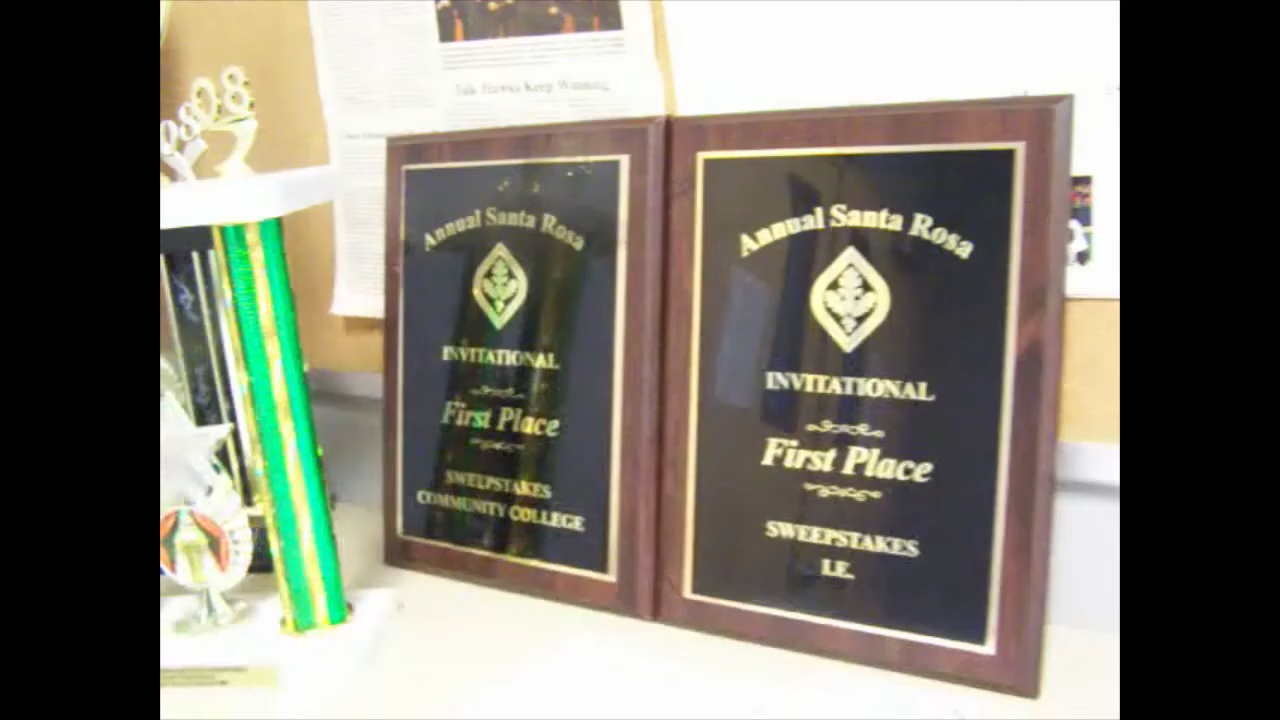 0808
Talk Hawks Keep Winning
Annual Santa Rosa
INVITATIONAL
First Place
SWEEPSTAKES
COMMUNITY COLLEGE
Annual Santa Rosa
INVITATIONAL
First Place
SWEEPSTAKES
I.E.